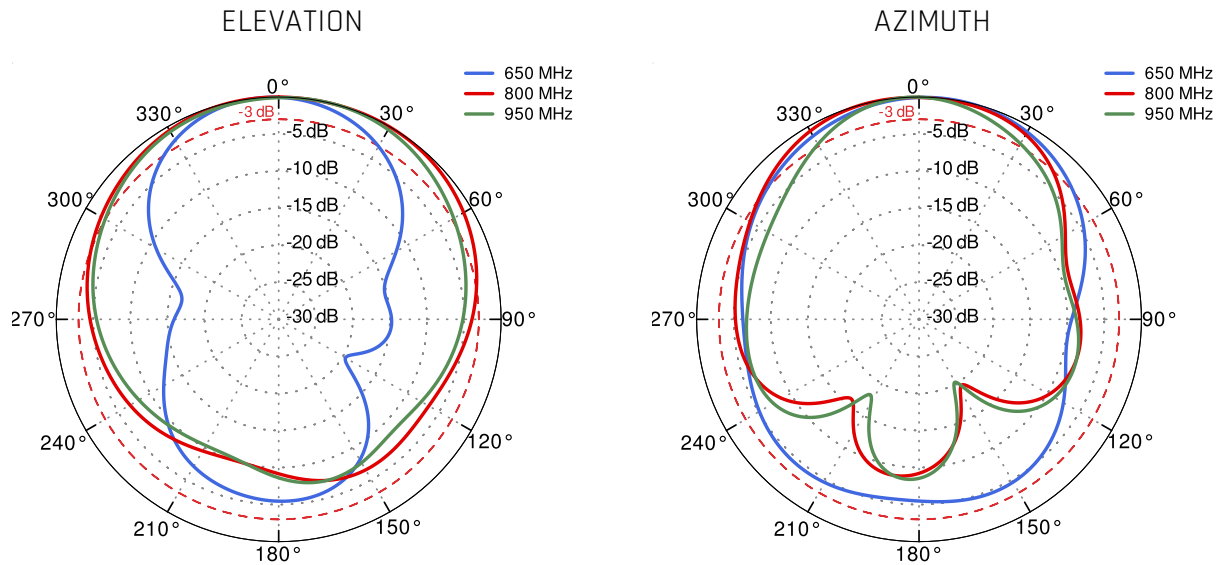 ELEVATION
650 MHz
800 MHz
950 MHz
0°
330°
30°
-3 dB
-5 dB
-10 dB
300°
60°
-15 dB
-20 dB
-25 dB
-30 dB
270°
90°
240°
120°
210°
150°
180°
AZIMUTH
650 MHz
800 MHz
950 MHz
0°
330°
30°
-3 dB
-5 dB
-10 dB
300°
60°
-15 dB
-20 dB
-25 dB
-30 dB
270°
90°
240°
120°
210°
150°
180°